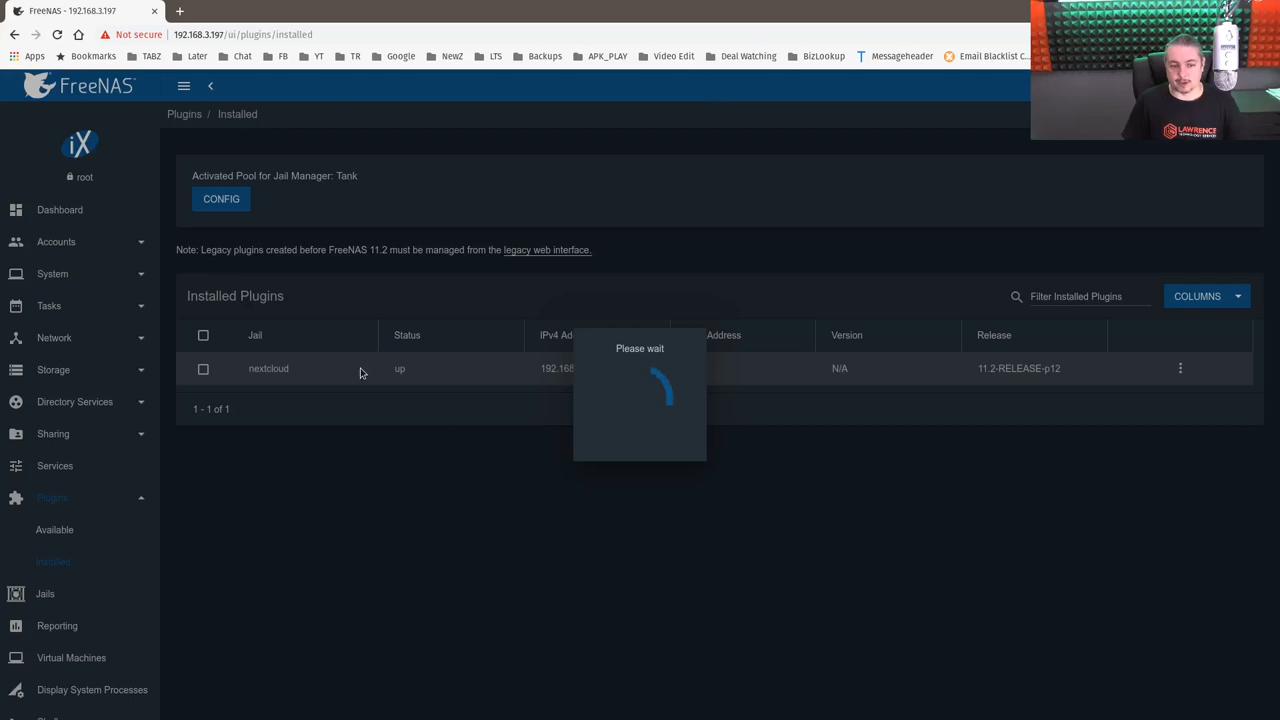 FreeNAS - 192.168.3.197
Not secure
192.168.3.197/ui/plugins/installed
Apps
Bookmarks
TABZ
Later
Chat
FB
YT
TR
Google
NewZ
LTS
Backups
APK_PLAY
Video Edit
Deal Watching
BizLookup
Messageheader
Email Blacklist C...
FreeNAS
Plugins / Installed
iX
root
Dashboard
Accounts
System
Tasks
Network
Storage
Directory Services
Sharing
Services
Plugins
Available
Installed
Jails
Reporting
Virtual Machines
Display System Processes
Activated Pool for Jail Manager: Tank
CONFIG
Note: Legacy plugins created before FreeNAS 11.2 must be managed from the legacy web interface.
Installed Plugins
Filter Installed Plugins
COLUMNS
Jail Status IPv4 Ad Address Version Release
nextcloud up 192.168 N/A 11.2-RELEASE-p12
1 - 1 of 1
Please wait
LAWRENCE